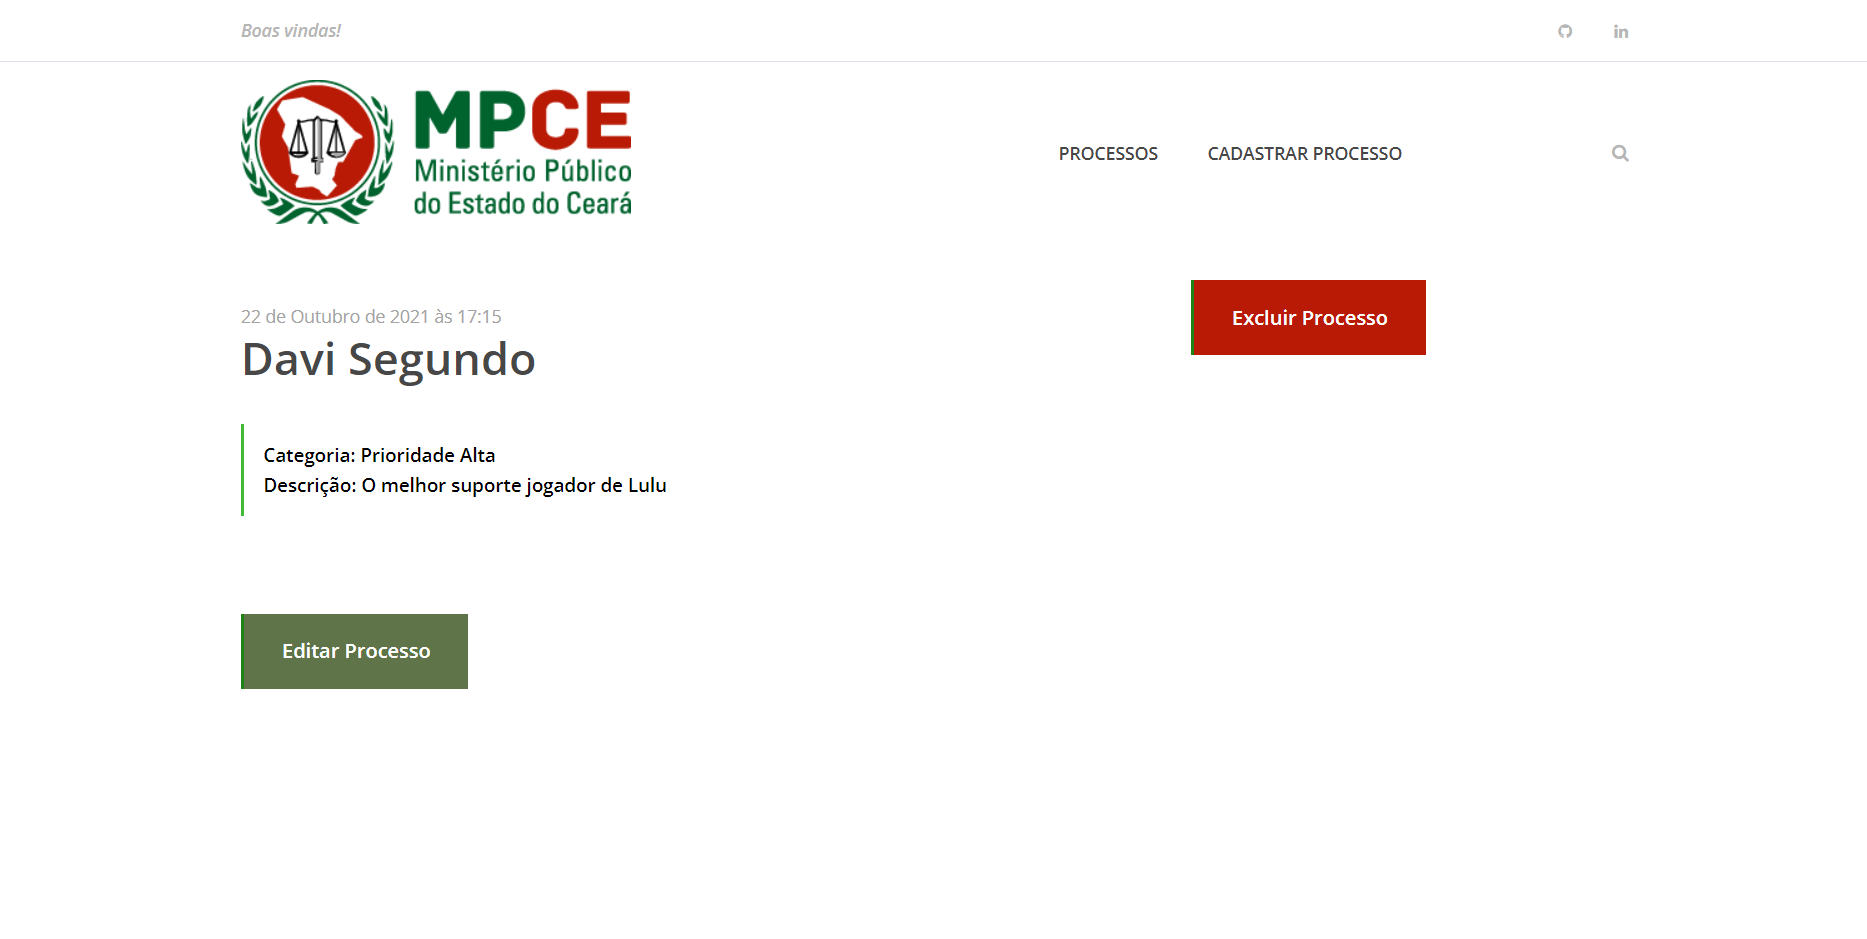 Boas vindas!
MPCE
Ministério Público
do Estado do Ceará
PROCESSOS
CADASTRAR PROCESSO
22 de Outubro de 2021 às 17:15
Davi Segundo
Excluir Processo
Categoria: Prioridade Alta
Descrição: O melhor suporte jogador de Lulu
Editar Processo